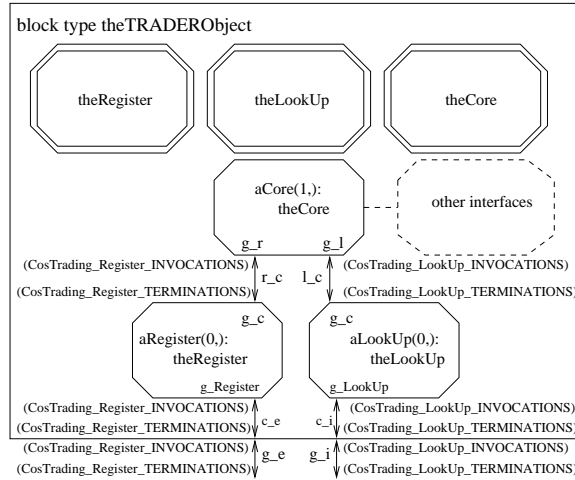 block type theTRADERObject
theRegister
theLookUp
theCore
aCore(1,):
theCore
other interfaces
g_r
g_l
(CosTrading_Register_INVOCATIONS)
(CosTrading_LookUp_INVOCATIONS)
r_c
l_c
(CosTrading_Register_TERMINATIONS)
(CosTrading_LookUp_TERMINATIONS)
g_c
g_c
aRegister(0,):
theRegister
aLookUp(0,):
theLookUp
g_Register
g_LookUp
(CosTrading_Register_INVOCATIONS)
c_e
c_i
(CosTrading_LookUp_INVOCATIONS)
(CosTrading_Register_TERMINATIONS)
(CosTrading_LookUp_TERMINATIONS)
(CosTrading_Register_INVOCATIONS)
g_e
g_i
(CosTrading_LookUp_INVOCATIONS)
(CosTrading_Register_TERMINATIONS)
(CosTrading_LookUp_TERMINATIONS)